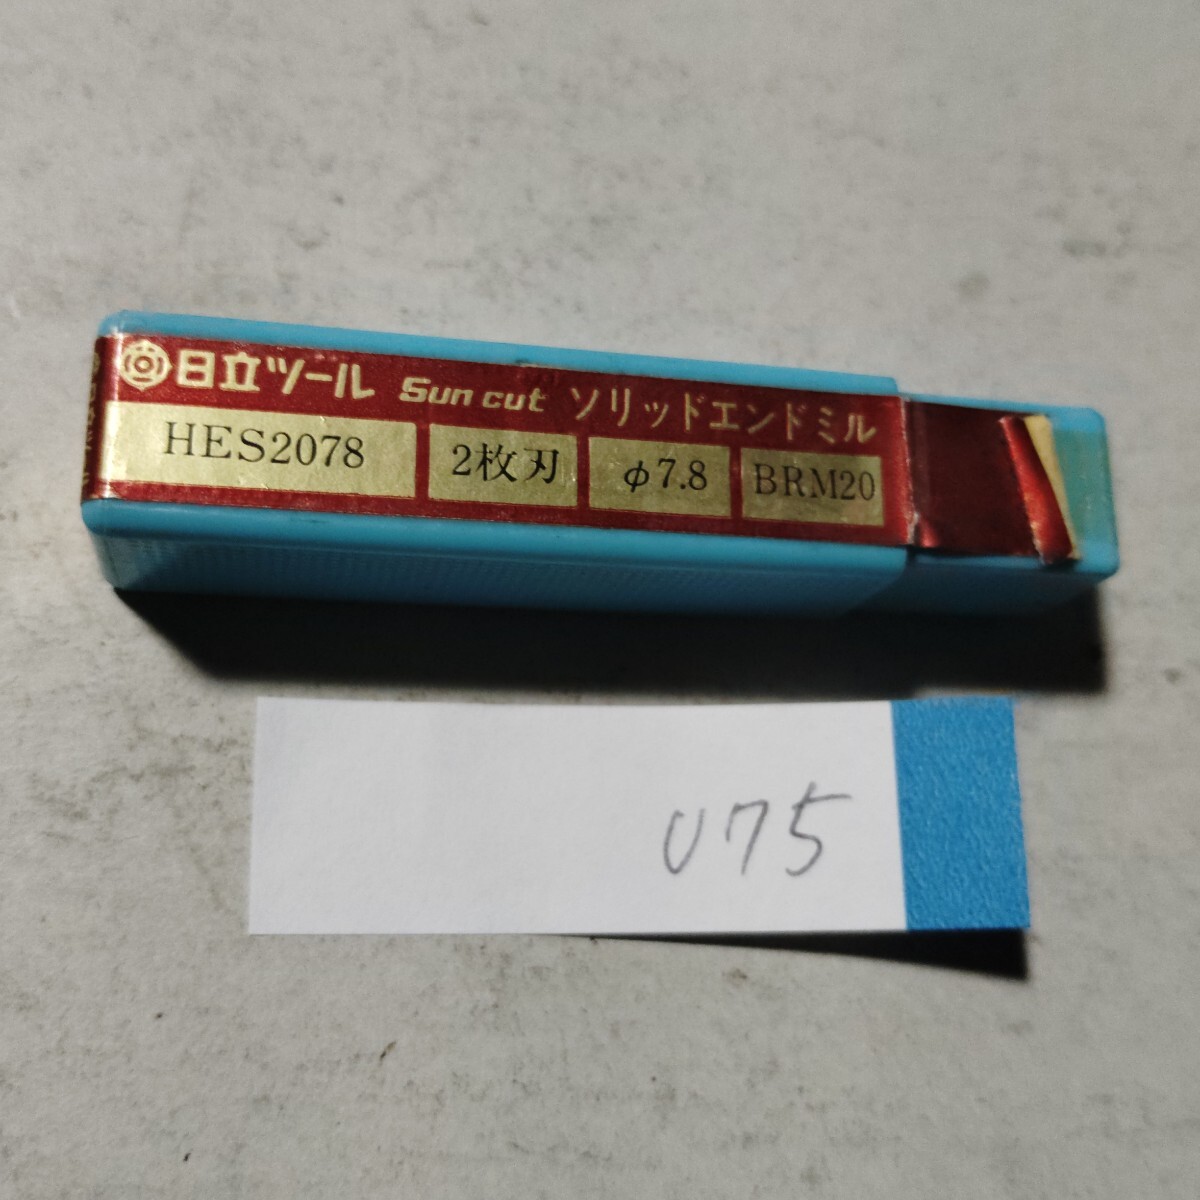 日立ツール Sun cut ソリッドエンドミル
HES2078 2枚刃 φ7.8 BRM20
U75